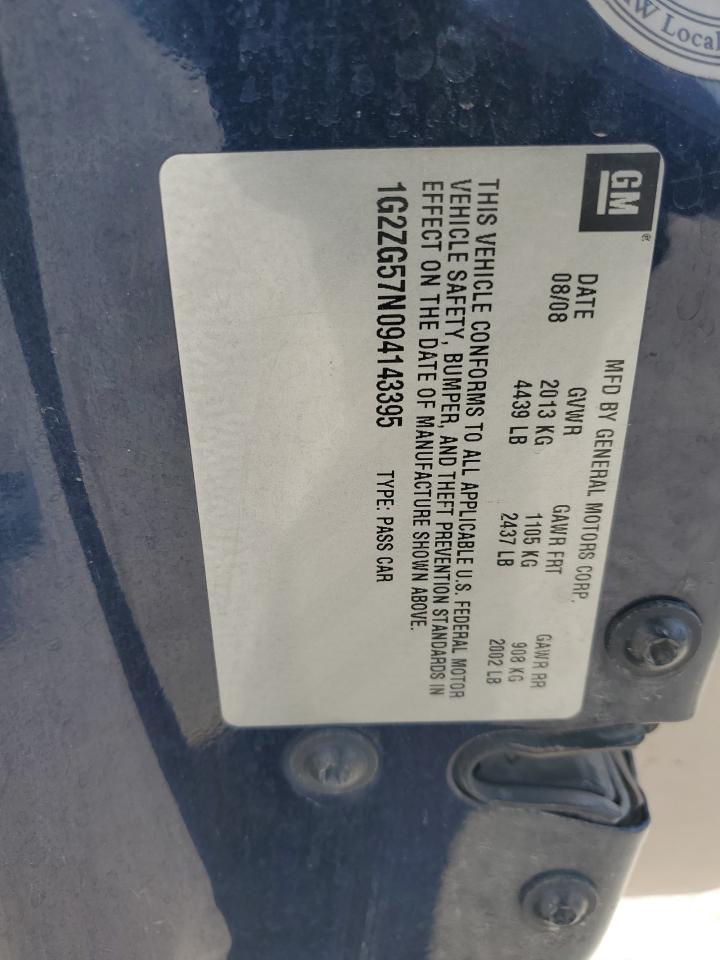 W Local
GM ®
MFD BY GENERAL MOTORS CORP.
DATE GVWR GAWR FRT GAWR RR
08/08 2013 KG 1105 KG 908 KG
4439 LB 2437 LB 2002 LB
THIS VEHICLE CONFORMS TO ALL APPLICABLE U.S. FEDERAL MOTOR
VEHICLE SAFETY, BUMPER, AND THEFT PREVENTION STANDARDS IN
EFFECT ON THE DATE OF MANUFACTURE SHOWN ABOVE.
1G2ZG57N094143395 TYPE: PASS CAR